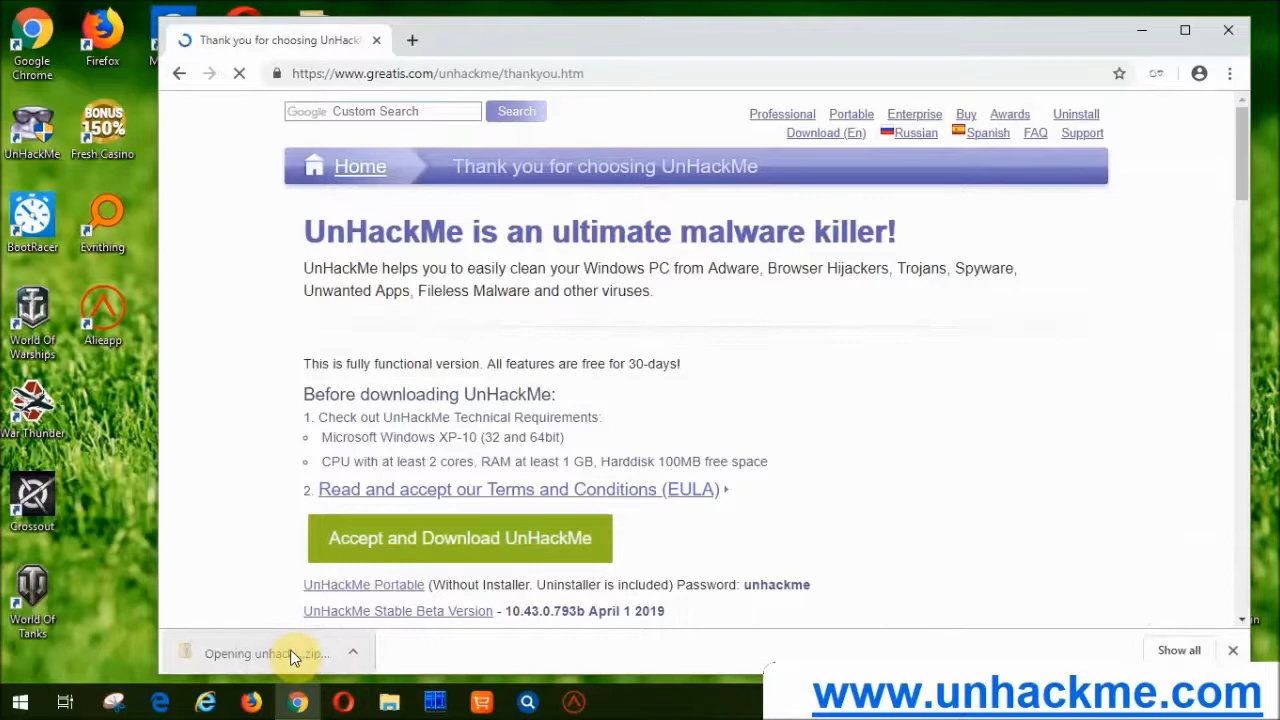 Thank you for choosing UnHackM
https://www.greatis.com/unhackme/thankyou.htm
Google Custom Search
Search
Professional Portable Enterprise Buy Awards Uninstall
Download (En) Russian Spanish FAQ Support
Home Thank you for choosing UnHackMe
UnHackMe is an ultimate malware killer!
UnHackMe helps you to easily clean your Windows PC from Adware, Browser Hijackers, Trojans, Spyware,
Unwanted Apps, Fileless Malware and other viruses.
This is fully functional version. All features are free for 30-days!
Before downloading UnHackMe:
1. Check out UnHackMe Technical Requirements:
Microsoft Windows XP-10 (32 and 64bit)
CPU with at least 2 cores, RAM at least 1 GB, Harddisk 100MB free space
2. Read and accept our Terms and Conditions (EULA)
Accept and Download UnHackMe
UnHackMe Portable (Without Installer. Uninstaller is included) Password: unhackme
UnHackMe Stable Beta Version - 10.43.0.793b April 1 2019
Opening unha .zip...
Show all
Google
Chrome
Firefox
UnHackMe
BONUS
150%
Fresh Casino
BootRacer
Evrithing
World Of
Warships
Alieapp
War Thunder
Crossout
World Of
Tanks
www.unhackme.com